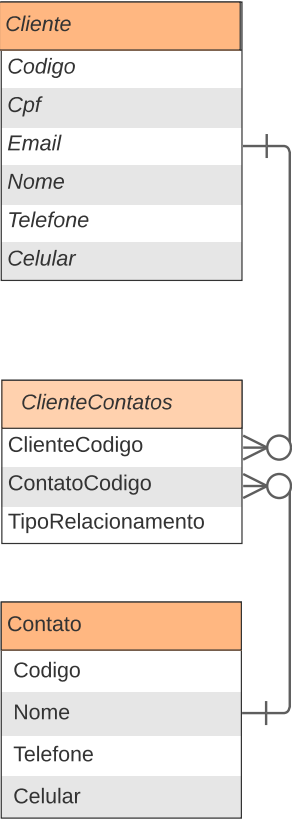 Cliente
Codigo
Cpf
Email
Nome
Telefone
Celular
ClienteContatos
ClienteCodigo
ContatoCodigo
TipoRelacionamento
Contato
Codigo
Nome
Telefone
Celular